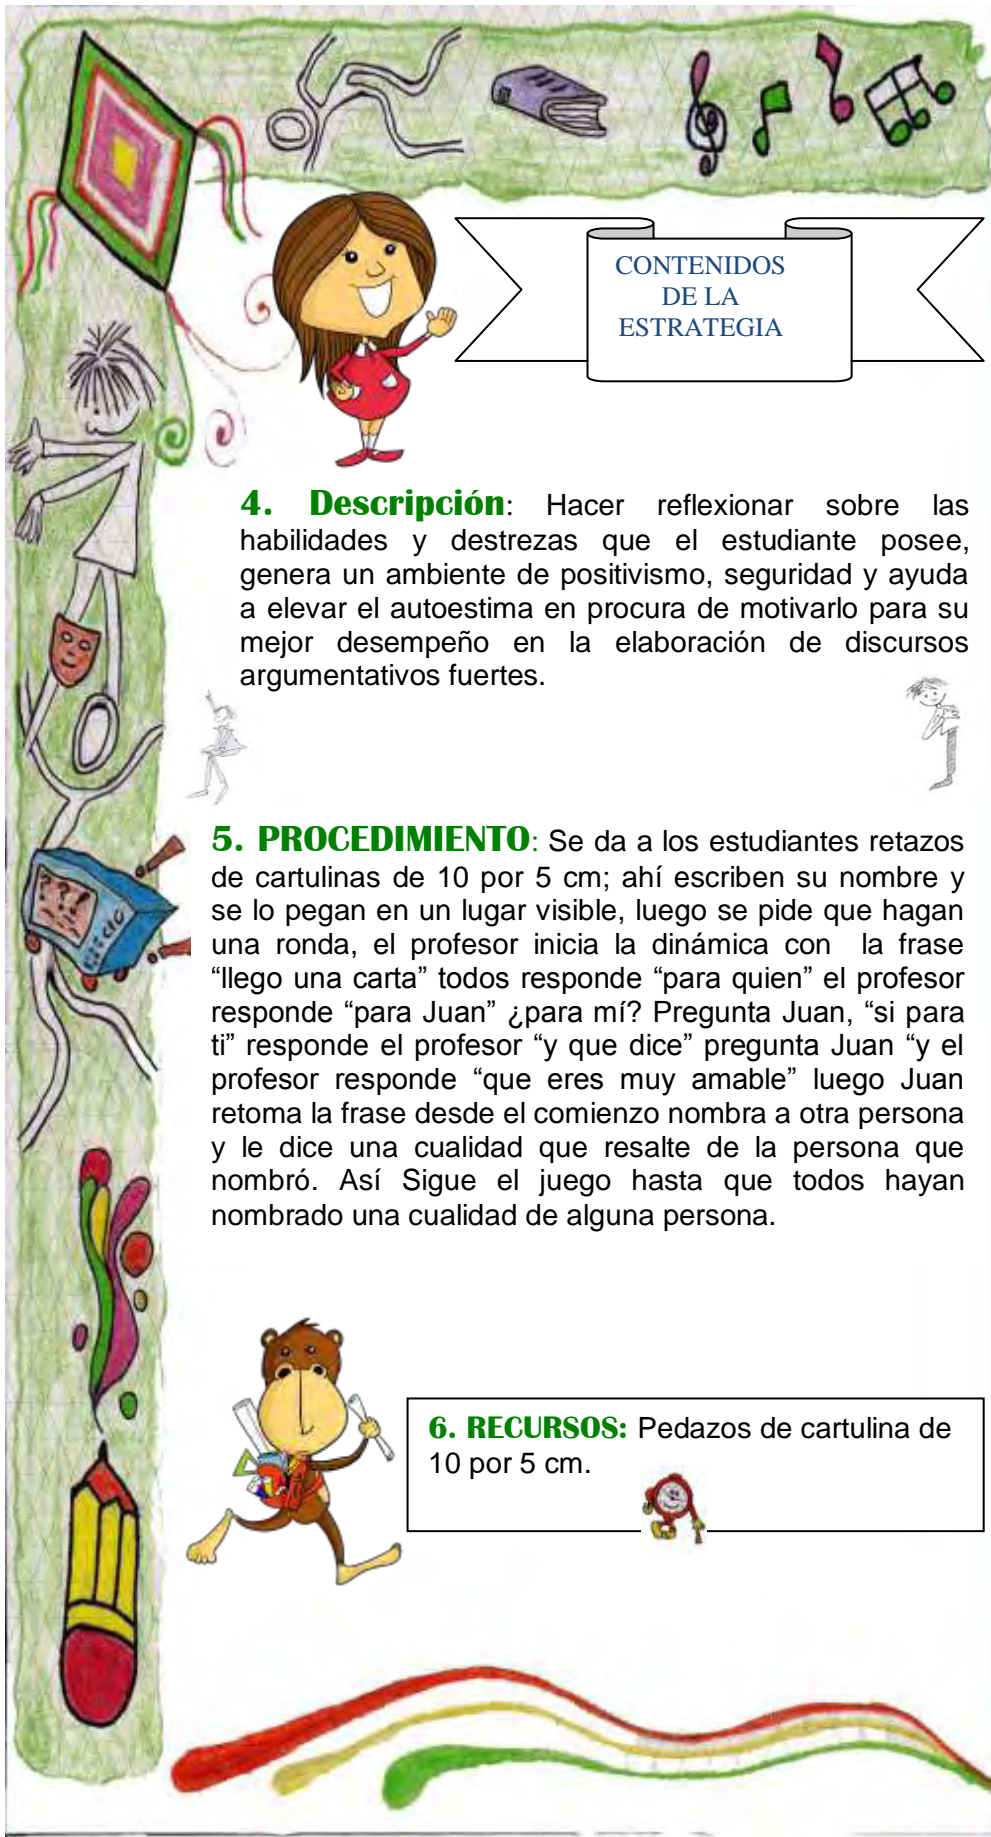 CONTENIDOS
DE LA
ESTRATEGIA
4. Descripción: Hacer reflexionar sobre las
habilidades y destrezas que el estudiante posee,
genera un ambiente de positivismo, seguridad y ayuda
a elevar el autoestima en procura de motivarlo para su
mejor desempeño en la elaboración de discursos
argumentativos fuertes.
5. PROCEDIMIENTO: Se da a los estudiantes retazos
de cartulinas de 10 por 5 cm; ahí escriben su nombre y
se lo pegan en un lugar visible, luego se pide que hagan
una ronda, el profesor inicia la dinámica con la frase
“llego una carta” todos responde “para quien” el profesor
responde “para Juan” ¿para mí? Pregunta Juan, “si para
ti” responde el profesor “y que dice” pregunta Juan “y el
profesor responde “que eres muy amable” luego Juan
retoma la frase desde el comienzo nombra a otra persona
y le dice una cualidad que resalte de la persona que
nombró. Así Sigue el juego hasta que todos hayan
nombrado una cualidad de alguna persona.
6. RECURSOS: Pedazos de cartulina de
10 por 5 cm.